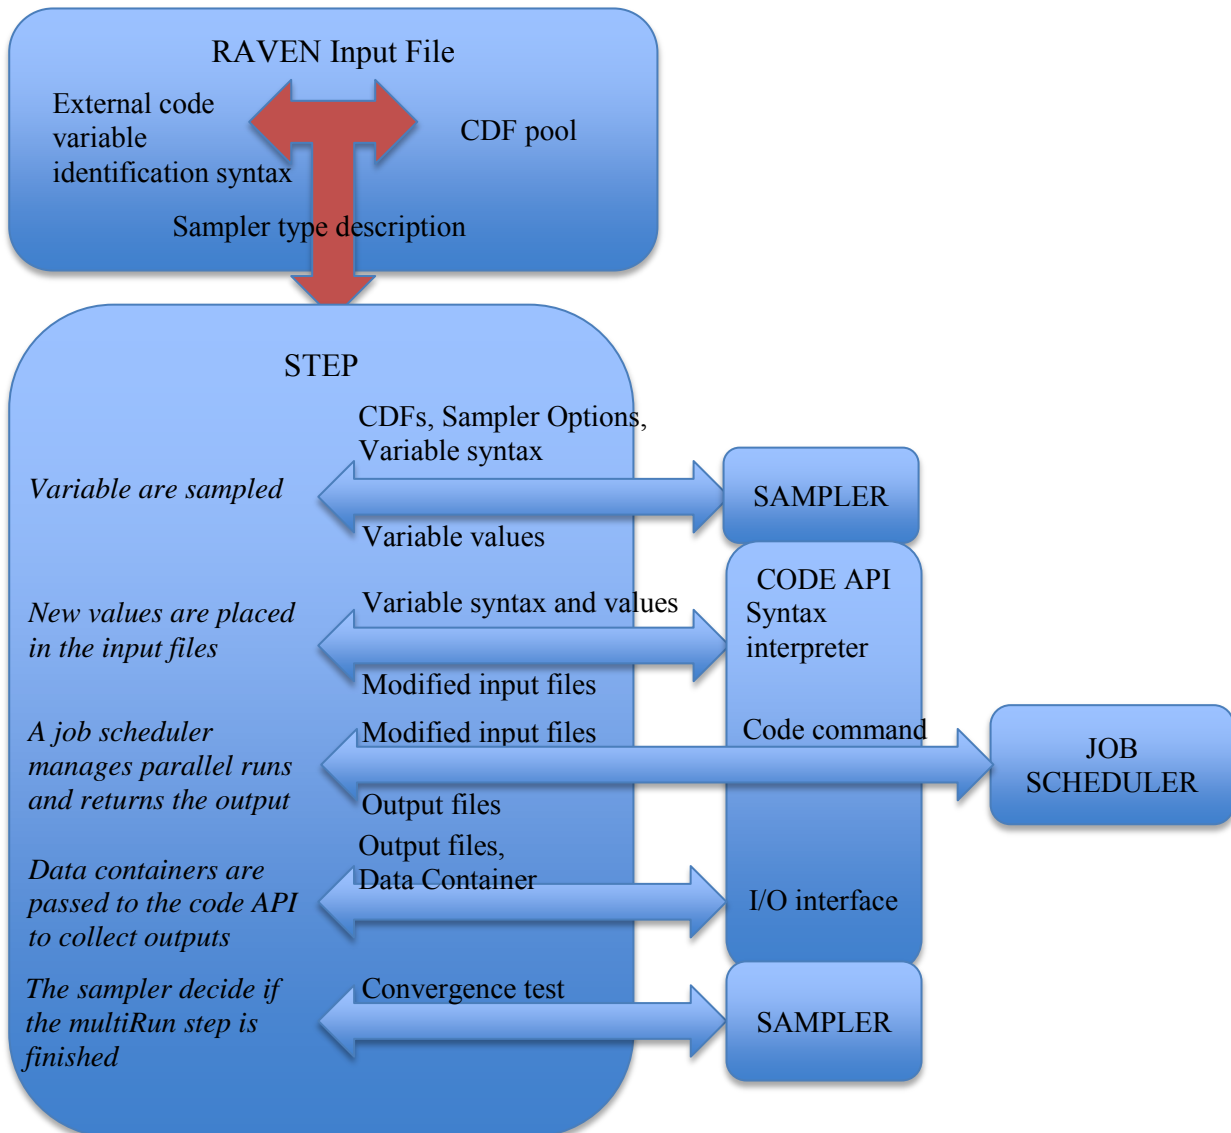 RAVEN Input File
External code
variable
identification syntax
CDF pool
Sampler type description
STEP
CDFs, Sampler Options,
Variable syntax
Variable are sampled
SAMPLER
Variable values
CODE API
Syntax
interpreter
New values are placed
in the input files
Variable syntax and values
Modified input files
A job scheduler
manages parallel runs
and returns the output
Modified input files
Code command
JOB
SCHEDULER
Output files
Output files,
Data Container
Data containers are
passed to the code API
to collect outputs
I/O interface
The sampler decide if
the multiRun step is
finished
Convergence test
SAMPLER